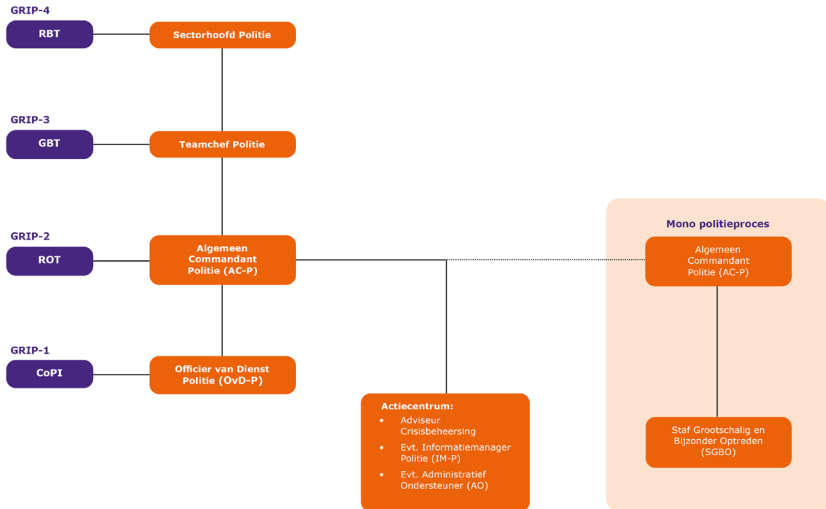 GRIP-4
RBT
Sectorhoofd Politie
GRIP-3
GBT
Teamchef Politie
GRIP-2
ROT
Algemeen
Commandant
Politie (AC-P)
GRIP-1
CoPI
Officier van Dienst
Politie (OvD-P)
Actiecentrum:
• Adviseur
Crisisbeheersing
• Evt. Informatiemanager
Politie (IM-P)
• Evt. Administratief
Ondersteuner (AO)
Mono politieproces
Algemeen
Commandant
Politie (AC-P)
Staf Grootschalig en
Bijzonder Optreden
(SGBO)